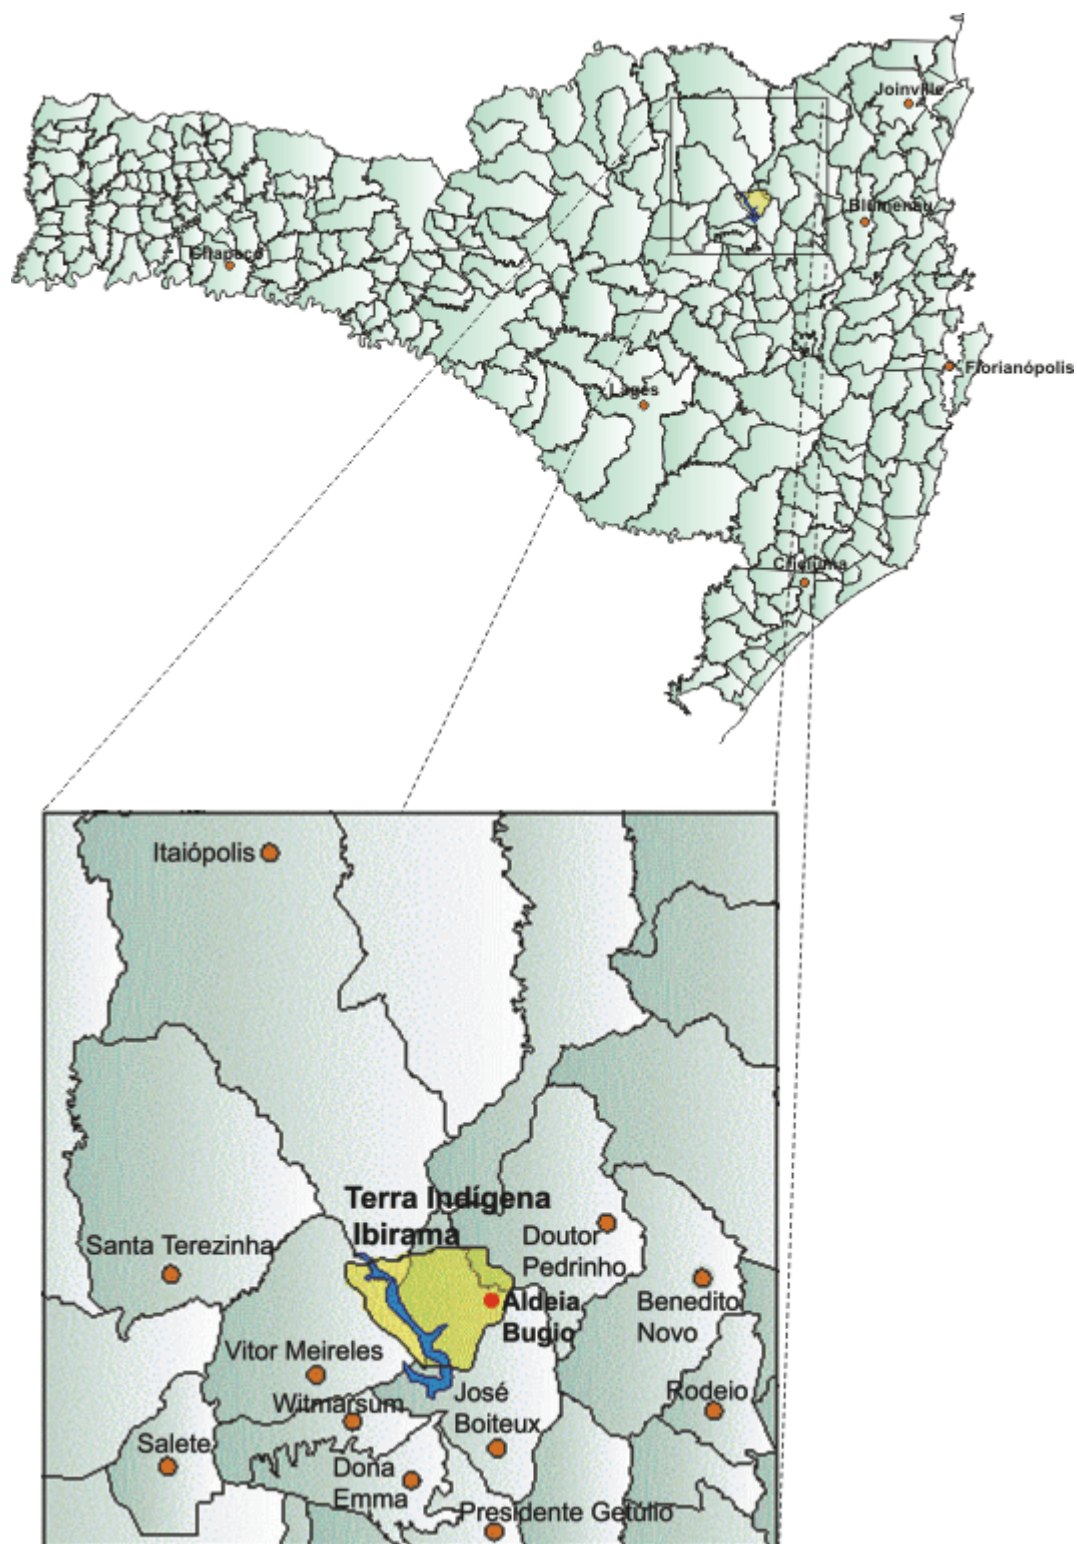 Joinville
Blumenau
Chapecó
Florianópolis
Lages
Criciúma
Itaiópolis
Terra Indígena
Ibirama
Doutor
Pedrinho
Santa Terezinha
Aldeia
Bugio
Benedito
Novo
Vitor Meireles
José
Boiteux
Rodeio
Witmarsum
Salete
Dona
Emma
Presidente Getúlio